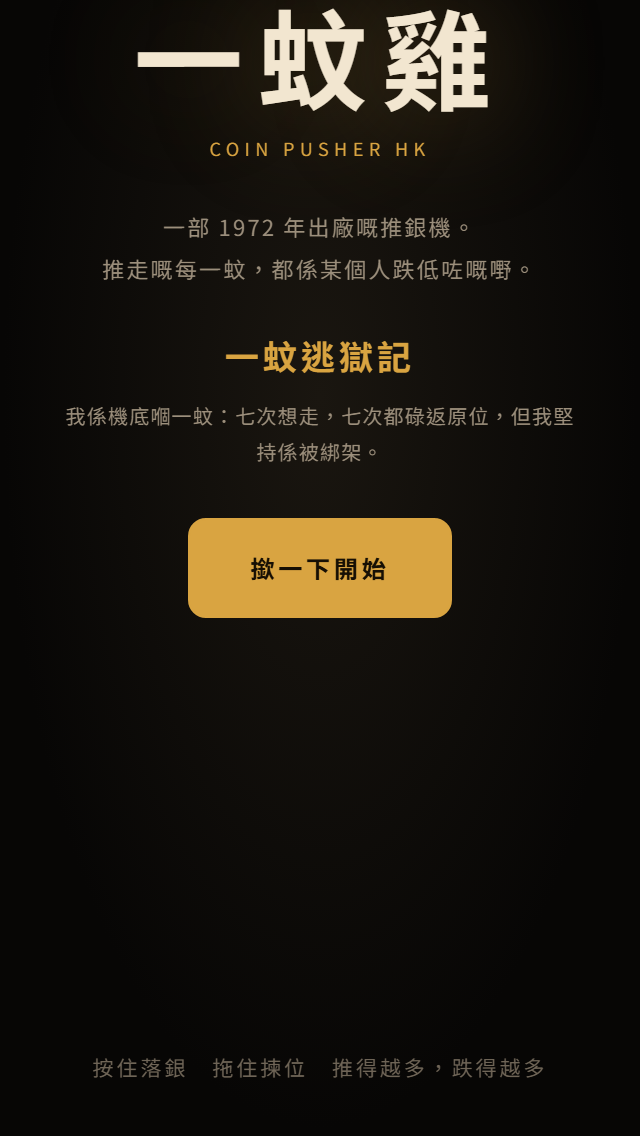 一蚊雞
COIN PUSHER HK
一部 1972 年出廠嘅推銀機。
推走嘅每一蚊，都係某個人跌低咗嘅嘢。
一蚊逃獄記
我係機底嗰一蚊：七次想走，七次都碌返原位，但我堅
持係被綁架。
撳一下開始
按住落銀　拖住揀位　推得越多，跌得越多